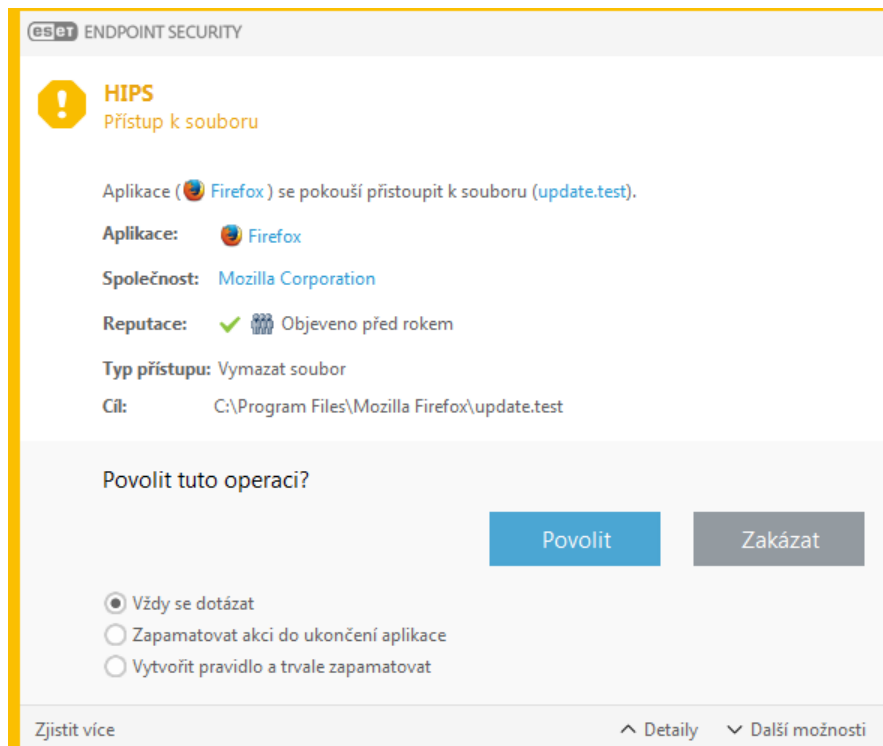 eset ENDPOINT SECURITY
HIPS
Přístup k souboru
Aplikace ( Firefox ) se pokouší přistoupit k souboru (update.test).
Aplikace: Firefox
Společnost: Mozilla Corporation
Reputace: Objeveno před rokem
Typ přístupu: Vymazat soubor
Cíl: C:\Program Files\Mozilla Firefox\update.test
Povolit tuto operaci?
Povolit Zakázat
Vždy se dotázat
Zapamatovat akci do ukončení aplikace
Vytvořit pravidlo a trvale zapamatovat
Zjistit více Detaily Další možnosti